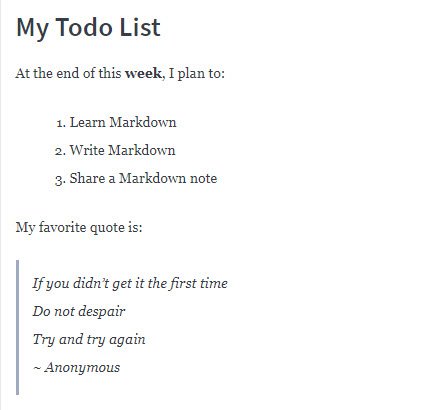 My Todo List
At the end of this week, I plan to:
1. Learn Markdown
2. Write Markdown
3. Share a Markdown note
My favorite quote is:
If you didn’t get it the first time
Do not despair
Try and try again
~ Anonymous